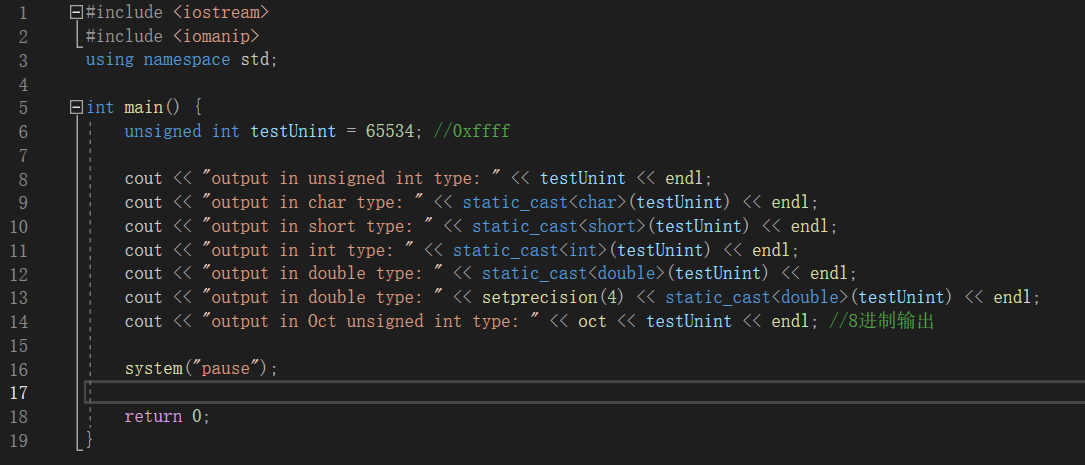 1 #include <iostream>
2 #include <iomanip>
3 using namespace std;
4
5 int main() {
6 unsigned int testUnint = 65534; //0xffff
7
8 cout << "output in unsigned int type: " << testUnint << endl;
9 cout << "output in char type: " << static_cast<char>(testUnint) << endl;
10 cout << "output in short type: " << static_cast<short>(testUnint) << endl;
11 cout << "output in int type: " << static_cast<int>(testUnint) << endl;
12 cout << "output in double type: " << static_cast<double>(testUnint) << endl;
13 cout << "output in double type: " << setprecision(4) << static_cast<double>(testUnint) << endl;
14 cout << "output in Oct unsigned int type: " << oct << testUnint << endl; //8进制输出
15
16 system("pause");
17
18 return 0;
19 }